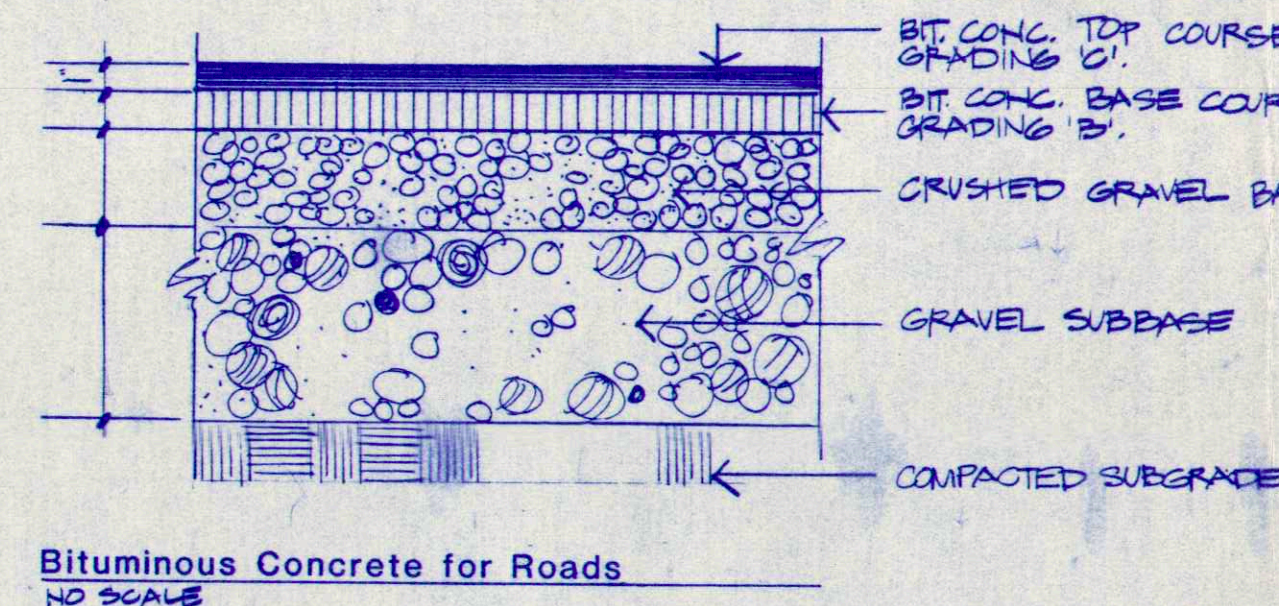 BIT. CONC. TOP COURSE
GRADING 'C'.
BIT. CONC. BASE COUR
GRADING 'B'.
CRUSHED GRAVEL BA
GRAVEL SUBBASE
COMPACTED SUBGRADE
Bituminous Concrete for Roads
NO SCALE